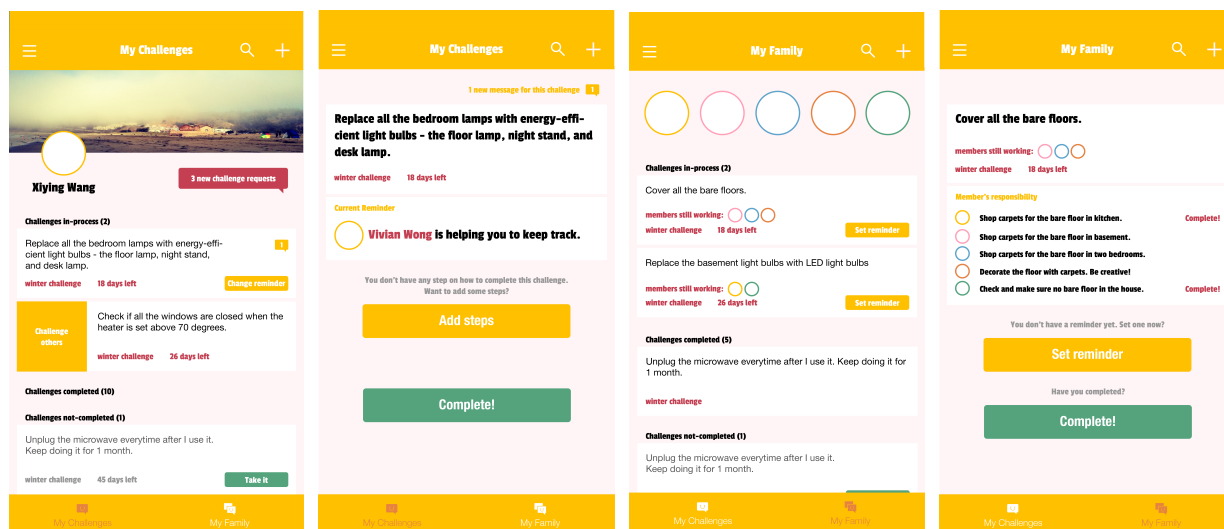 My Challenges
Xiying Wang
3 new challenge requests
Challenges in-process (2)
Replace all the bedroom lamps with energy-effi-
cient light bulbs - the floor lamp, night stand,
and desk lamp.
1
winter challenge 18 days left
Change reminder
Challenge
others
Check if all the windows are closed when the
heater is set above 70 degrees.
winter challenge 26 days left
Challenges completed (10)
Challenges not-completed (1)
Unplug the microwave everytime after I use it.
Keep doing it for 1 month.
winter challenge 45 days left
Take it
My Challenges
My Family
My Challenges
1 new message for this challenge 1
Replace all the bedroom lamps with energy-effi-
cient light bulbs - the floor lamp, night stand, and
desk lamp.
winter challenge 18 days left
Current Reminder
Vivian Wong is helping you to keep track.
You don't have any step on how to complete this challenge.
Want to add some steps?
Add steps
Complete!
My Challenges
My Family
My Family
Challenges in-process (2)
Cover all the bare floors.
members still working:
winter challenge 18 days left
Set reminder
Replace the basement light bulbs with LED light bulbs
members still working:
winter challenge 26 days left
Set reminder
Challenges completed (5)
Unplug the microwave everytime after I use it. Keep doing it for
1 month.
winter challenge
Challenges not-completed (1)
Unplug the microwave everytime after I use it.
Keep doing it for 1 month.
My Challenges
My Family
My Family
Cover all the bare floors.
members still working:
winter challenge 18 days left
Member's responsibility
Shop carpets for the bare floor in kitchen. Complete!
Shop carpets for the bare floor in basement.
Shop carpets for the bare floor in two bedrooms.
Decorate the floor with carpets. Be creative!
Check and make sure no bare floor in the house. Complete!
You don't have a reminder yet. Set one now?
Set reminder
Have you completed?
Complete!
My Challenges
My Family